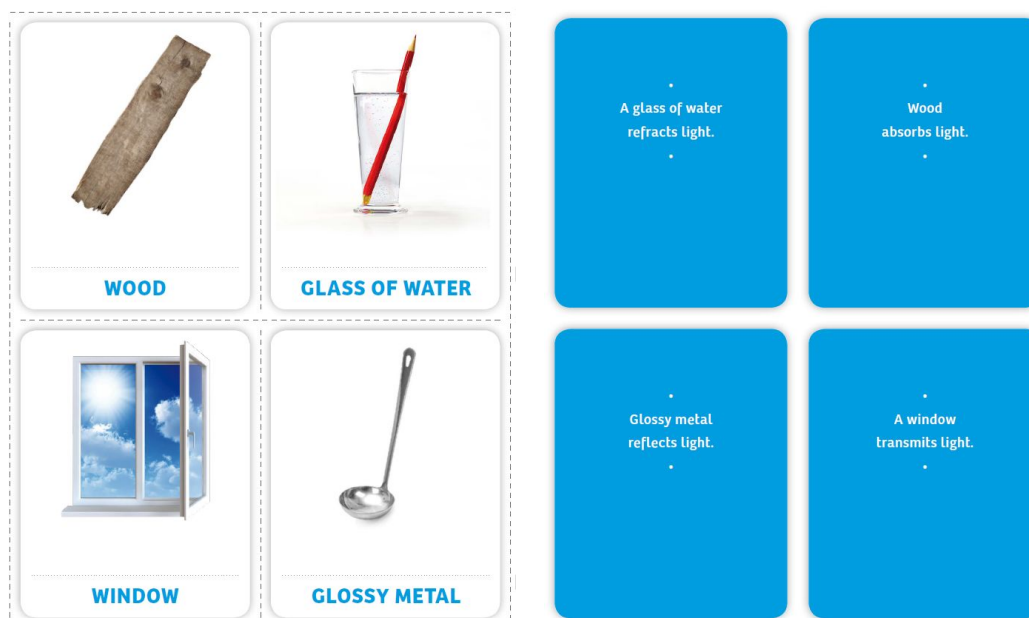 WOOD
GLASS OF WATER
WINDOW
GLOSSY METAL
A glass of water
refracts light.
Wood
absorbs light.
Glossy metal
reflects light.
A window
transmits light.